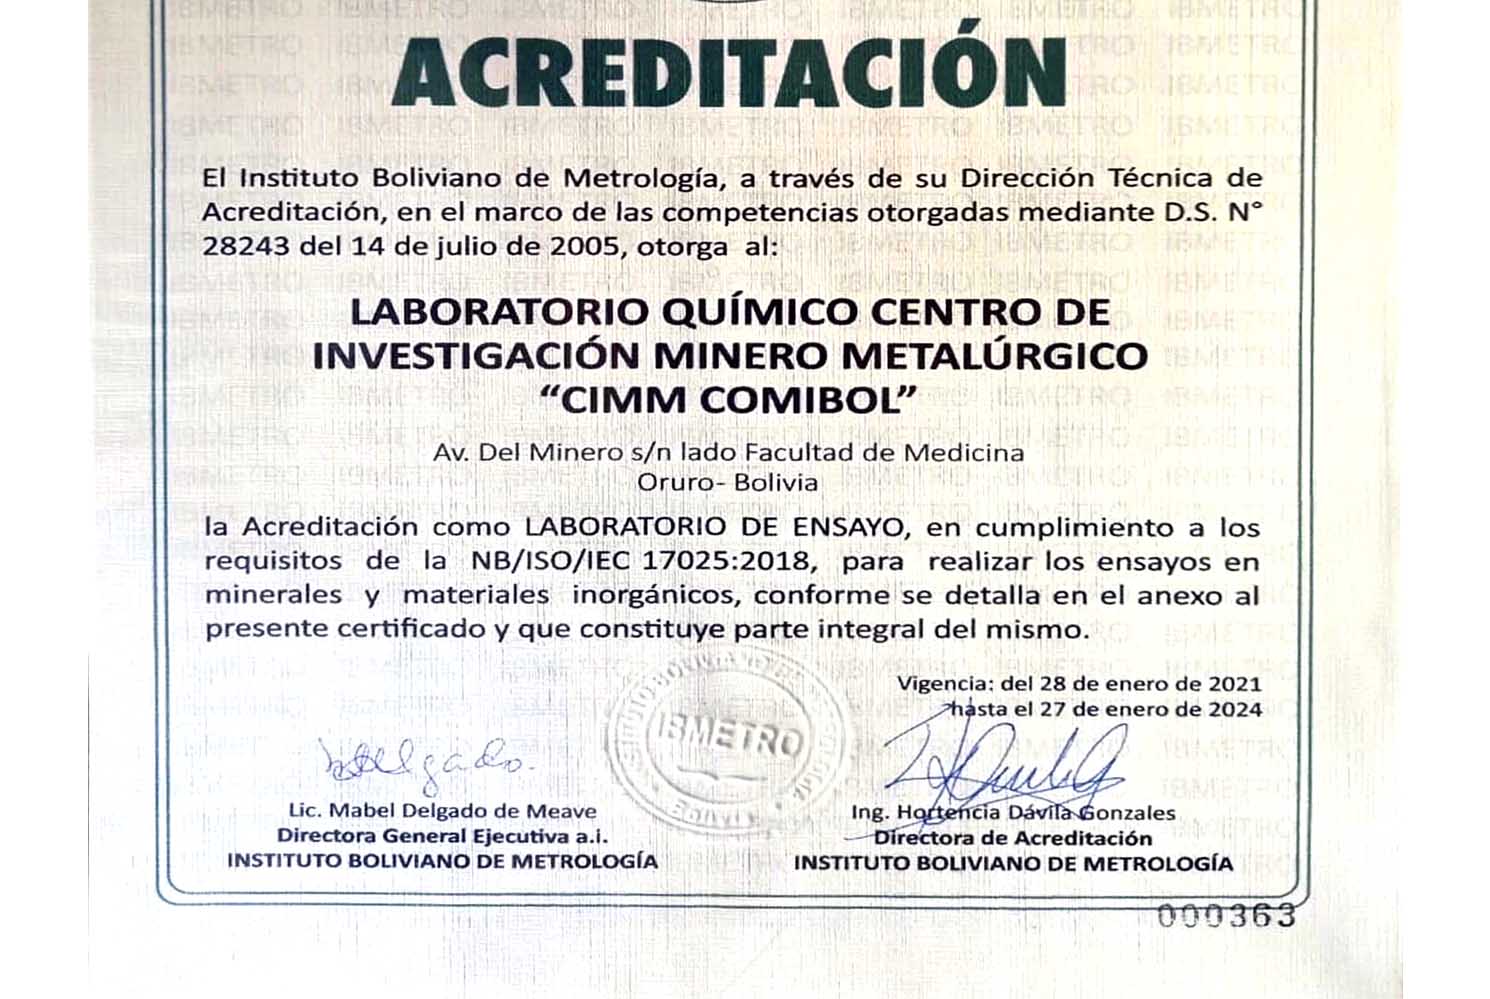 ACREDITACIÓN
El Instituto Boliviano de Metrología, a través de su Dirección Técnica de
Acreditación, en el marco de las competencias otorgadas mediante D.S. N°
28243 del 14 de julio de 2005, otorga al:
LABORATORIO QUÍMICO CENTRO DE
INVESTIGACIÓN MINERO METALÚRGICO
“CIMM COMIBOL”
Av. Del Minero s/n lado Facultad de Medicina
Oruro- Bolivia
la Acreditación como LABORATORIO DE ENSAYO, en cumplimiento a los
requisitos de la NB/ISO/IEC 17025:2018, para realizar los ensayos en
minerales y materiales inorgánicos, conforme se detalla en el anexo al
presente certificado y que constituye parte integral del mismo.
Vigencia: del 28 de enero de 2021
hasta el 27 de enero de 2024
IBMETRO
BOLIVIA
Lic. Mabel Delgado de Meave
Directora General Ejecutiva a.i.
INSTITUTO BOLIVIANO DE METROLOGÍA
Ing. Hortencia Dávila Gonzales
Directora de Acreditación
INSTITUTO BOLIVIANO DE METROLOGÍA
000363